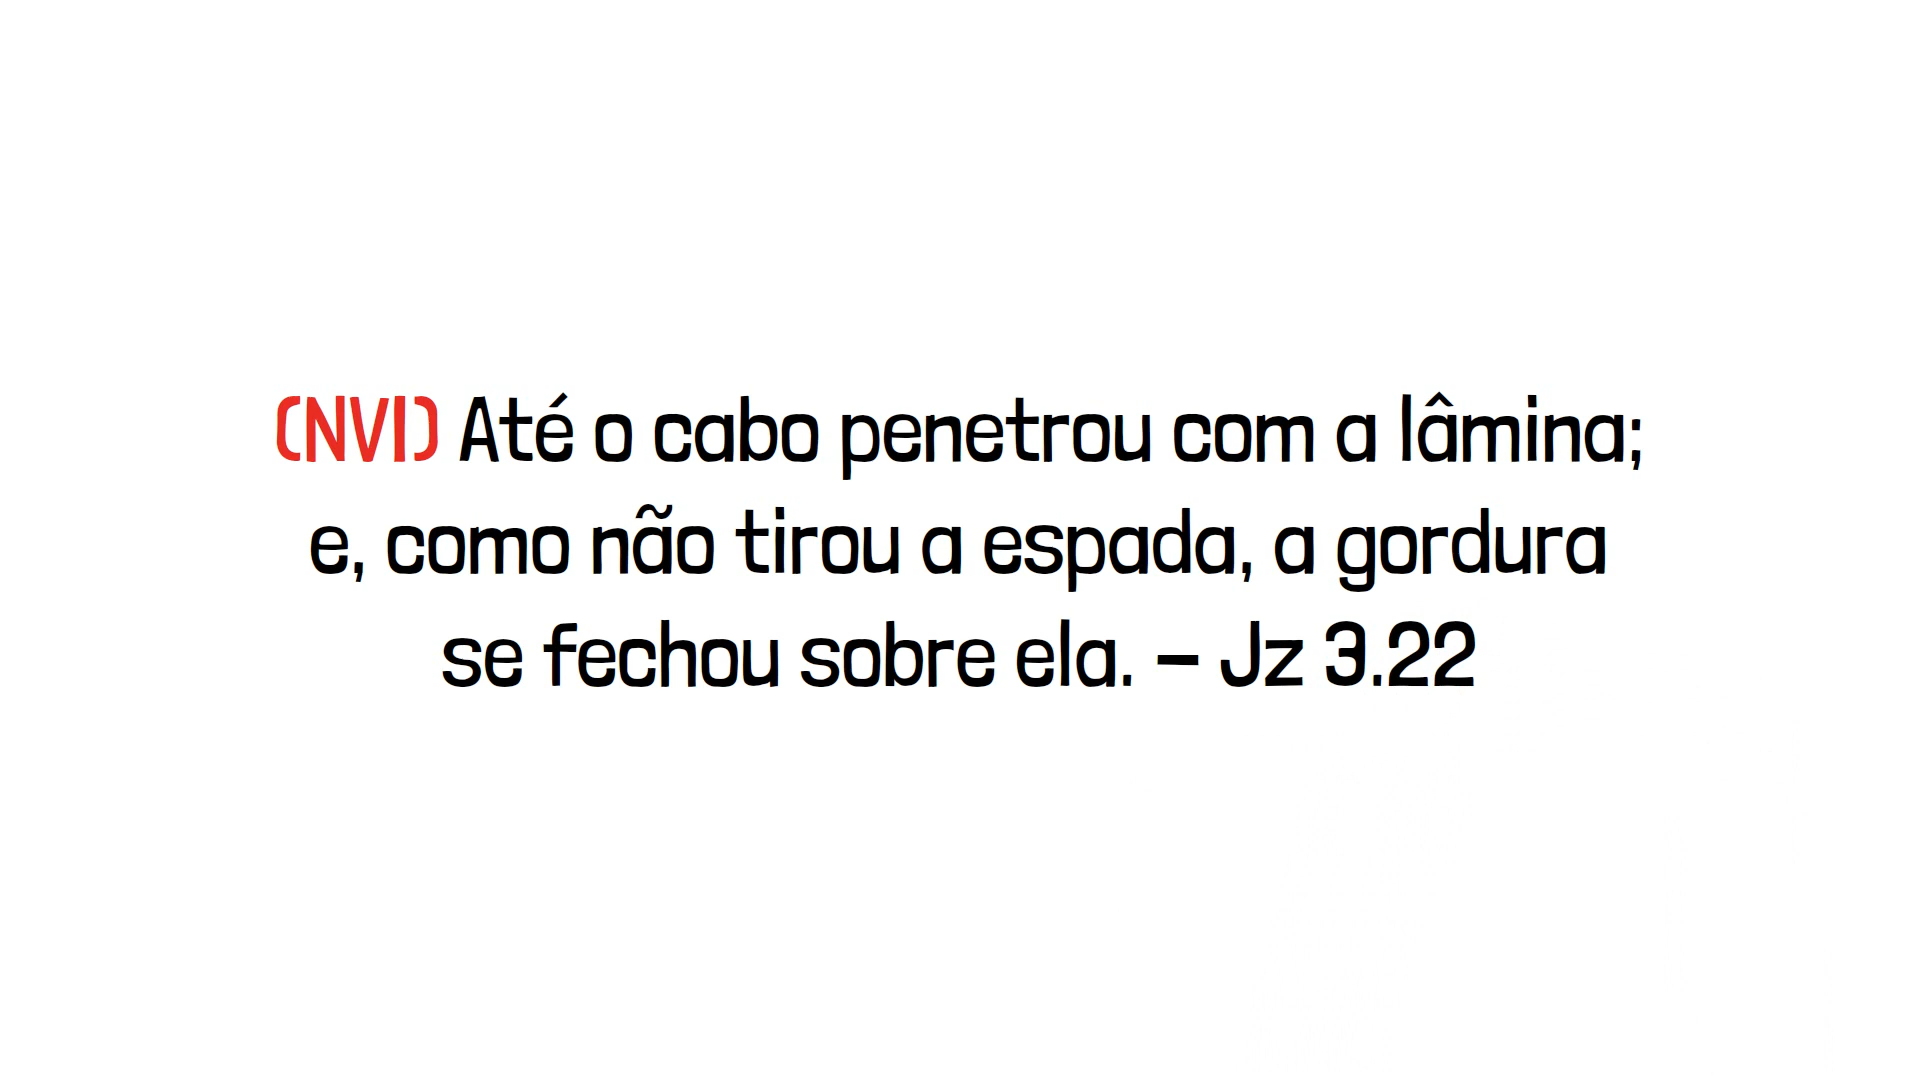 (NVI) Até o cabo penetrou com a lâmina;
e, como não tirou a espada, a gordura
se fechou sobre ela. – Jz 3.22